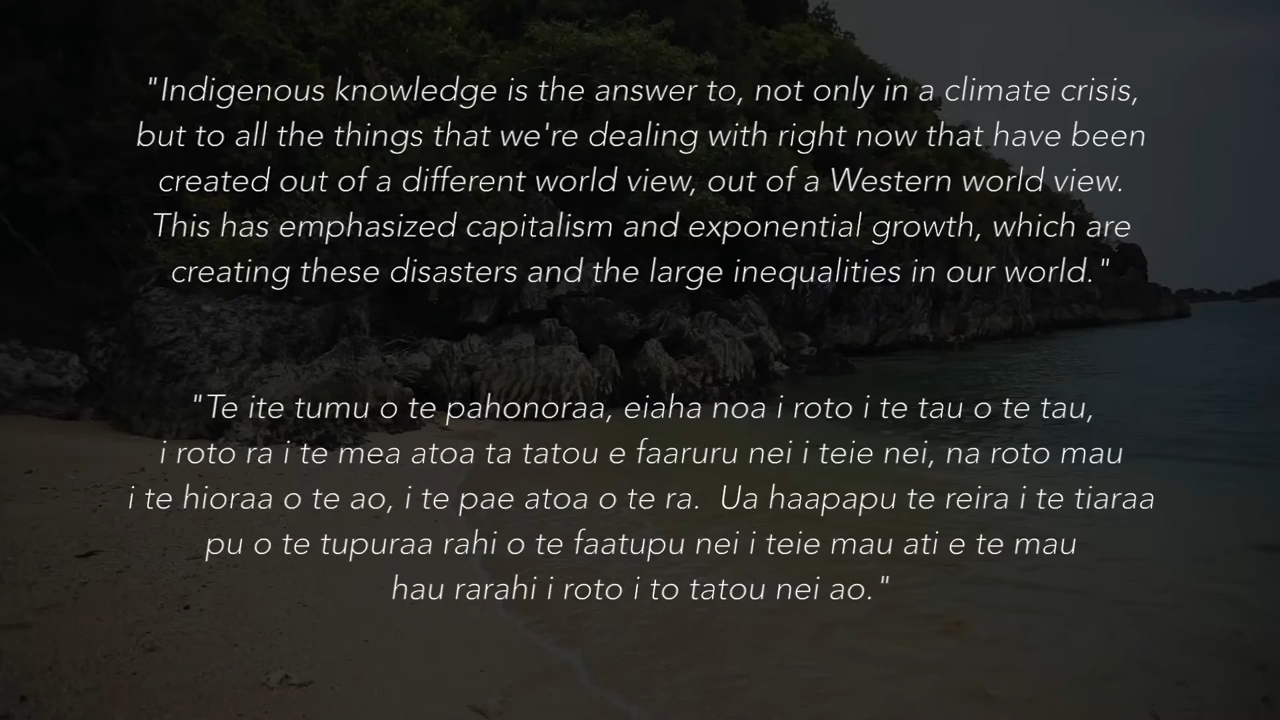 "Indigenous knowledge is the answer to, not only in a climate crisis,
but to all the things that we're dealing with right now that have been
created out of a different world view, out of a Western world view.
This has emphasized capitalism and exponential growth, which are
creating these disasters and the large inequalities in our world."
"Te ite tumu o te pahonoraa, eiaha noa i roto i te tau o te tau,
i roto ra i te mea atoa ta tatou e faaruru nei i teie nei, na roto mau
i te hioraa o te ao, i te pae atoa o te ra.  Ua haapapu te reira i te tiaraa
pu o te tupuraa rahi o te faatupu nei i teie mau ati e te mau
hau rarahi i roto i to tatou nei ao."